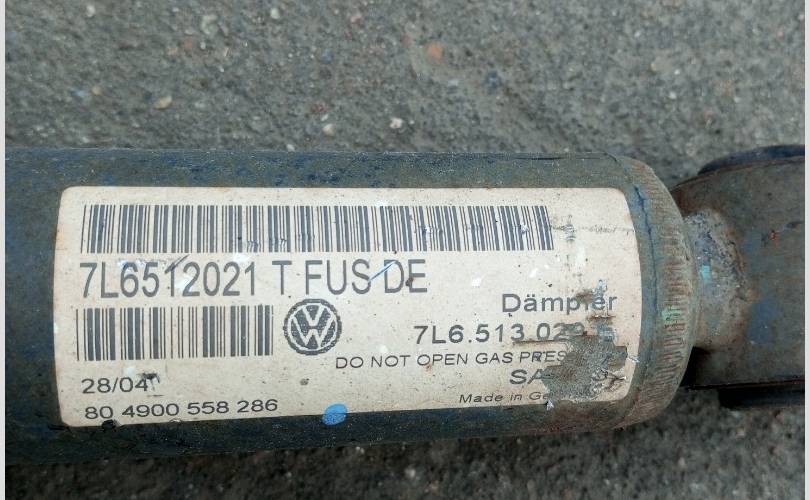 7L6512021 T FUS DE
Dämpfer
7L6.513.029
DO NOT OPEN GAS
28/04
Made in
80 4900 558 286